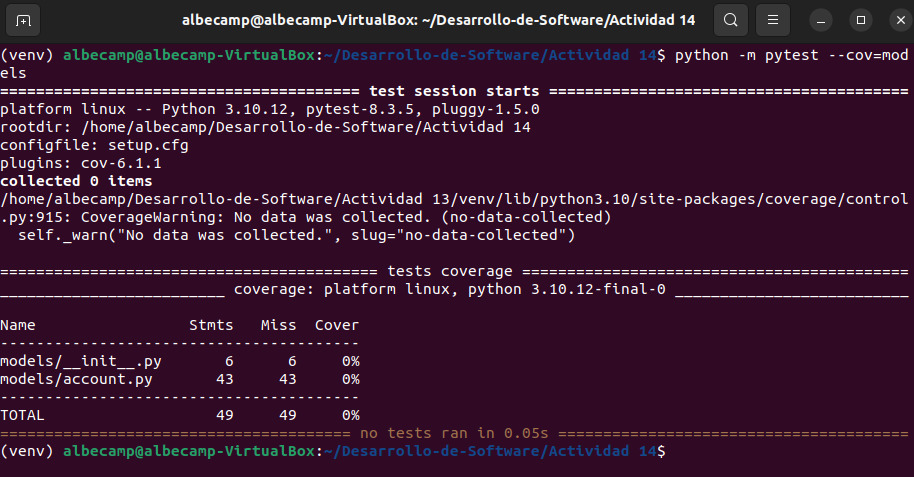 albecamp@albecamp-VirtualBox: ~/Desarrollo-de-Software/Actividad 14
(venv) albecamp@albecamp-VirtualBox:~/Desarrollo-de-Software/Actividad 14$ python -m pytest --cov=mod
els
======================================== test session starts ========================================
platform linux -- Python 3.10.12, pytest-8.3.5, pluggy-1.5.0
rootdir: /home/albecamp/Desarrollo-de-Software/Actividad 14
configfile: setup.cfg
plugins: cov-6.1.1
collected 0 items
/home/albecamp/Desarrollo-de-Software/Actividad 13/venv/lib/python3.10/site-packages/coverage/control
.py:915: CoverageWarning: No data was collected. (no-data-collected)
  self._warn("No data was collected.", slug="no-data-collected")
========================================== tests coverage ===========================================
_________________________ coverage: platform linux, python 3.10.12-final-0 __________________________
Name                 Stmts   Miss  Cover
----------------------------------------
models/__init__.py       6      6     0%
models/account.py       43     43     0%
----------------------------------------
TOTAL                   49     49     0%
======================================= no tests ran in 0.05s =======================================
(venv) albecamp@albecamp-VirtualBox:~/Desarrollo-de-Software/Actividad 14$